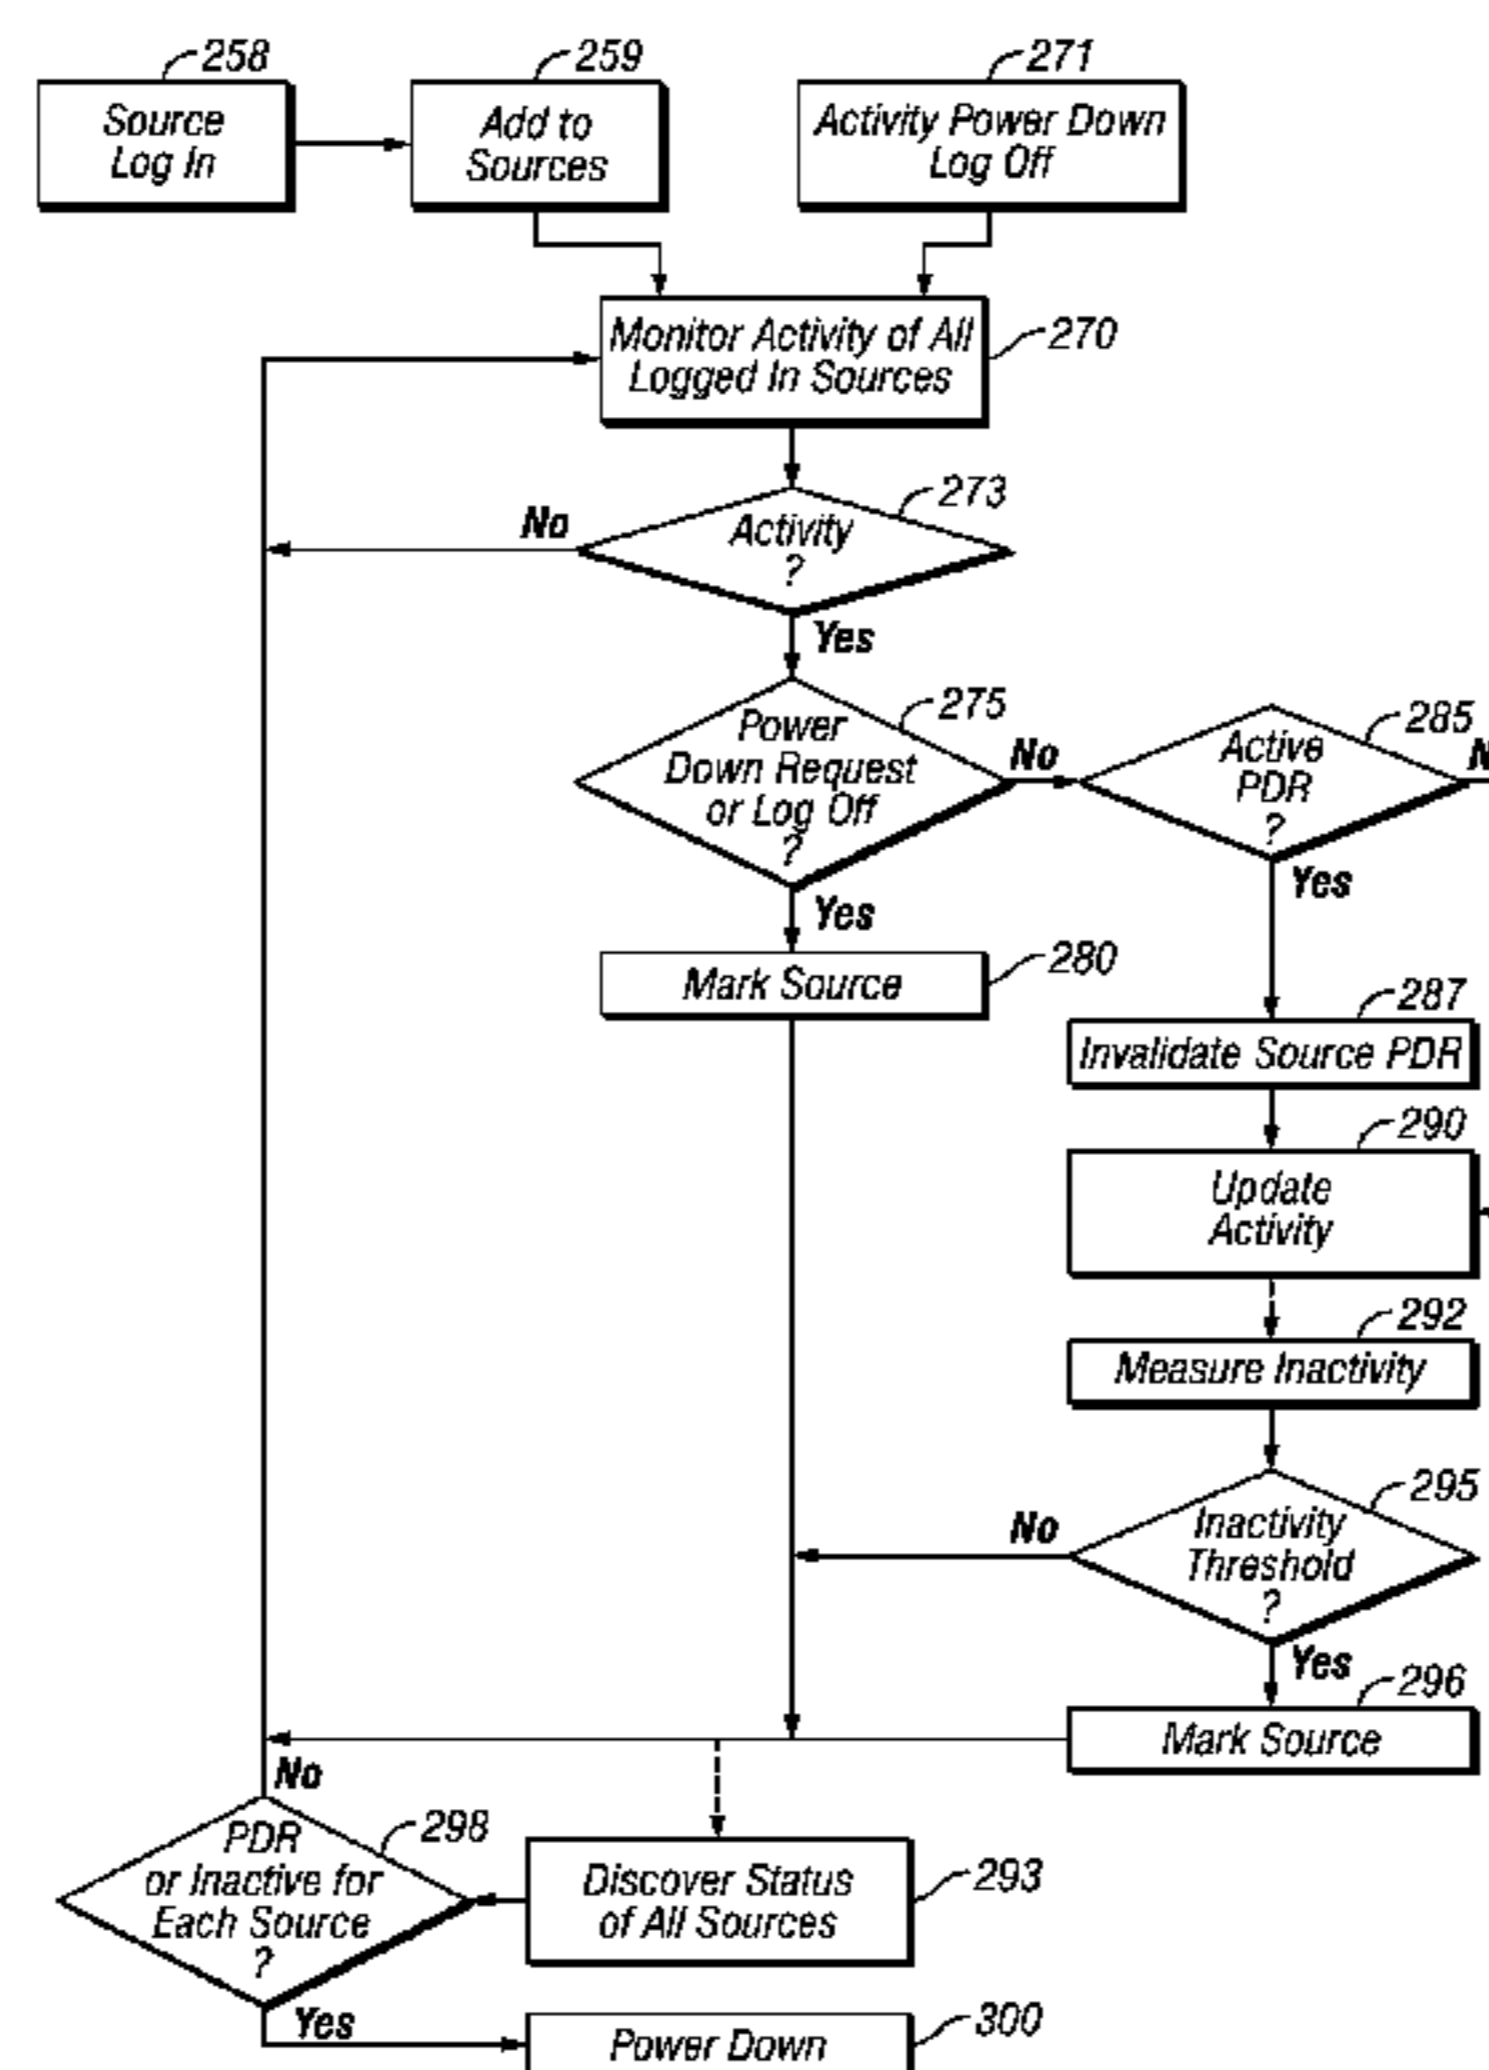 258
Source
Log In
259
Add to
Sources
271
Activity Power Down
Log Off
Monitor Activity of All
Logged In Sources
270
273
No
Activity
?
Yes
275
Power
Down Request
or Log Off
?
No
285
Active
PDR
?
N
Yes
Yes
Mark Source
280
287
Invalidate Source PDR
290
Update
Activity
292
Measure Inactivity
295
No
Inactivity
Threshold
?
Yes
296
Mark Source
No
298
PDR
or Inactive for
Each Source
?
Discover Status
of All Sources
293
Yes
Power Down
300